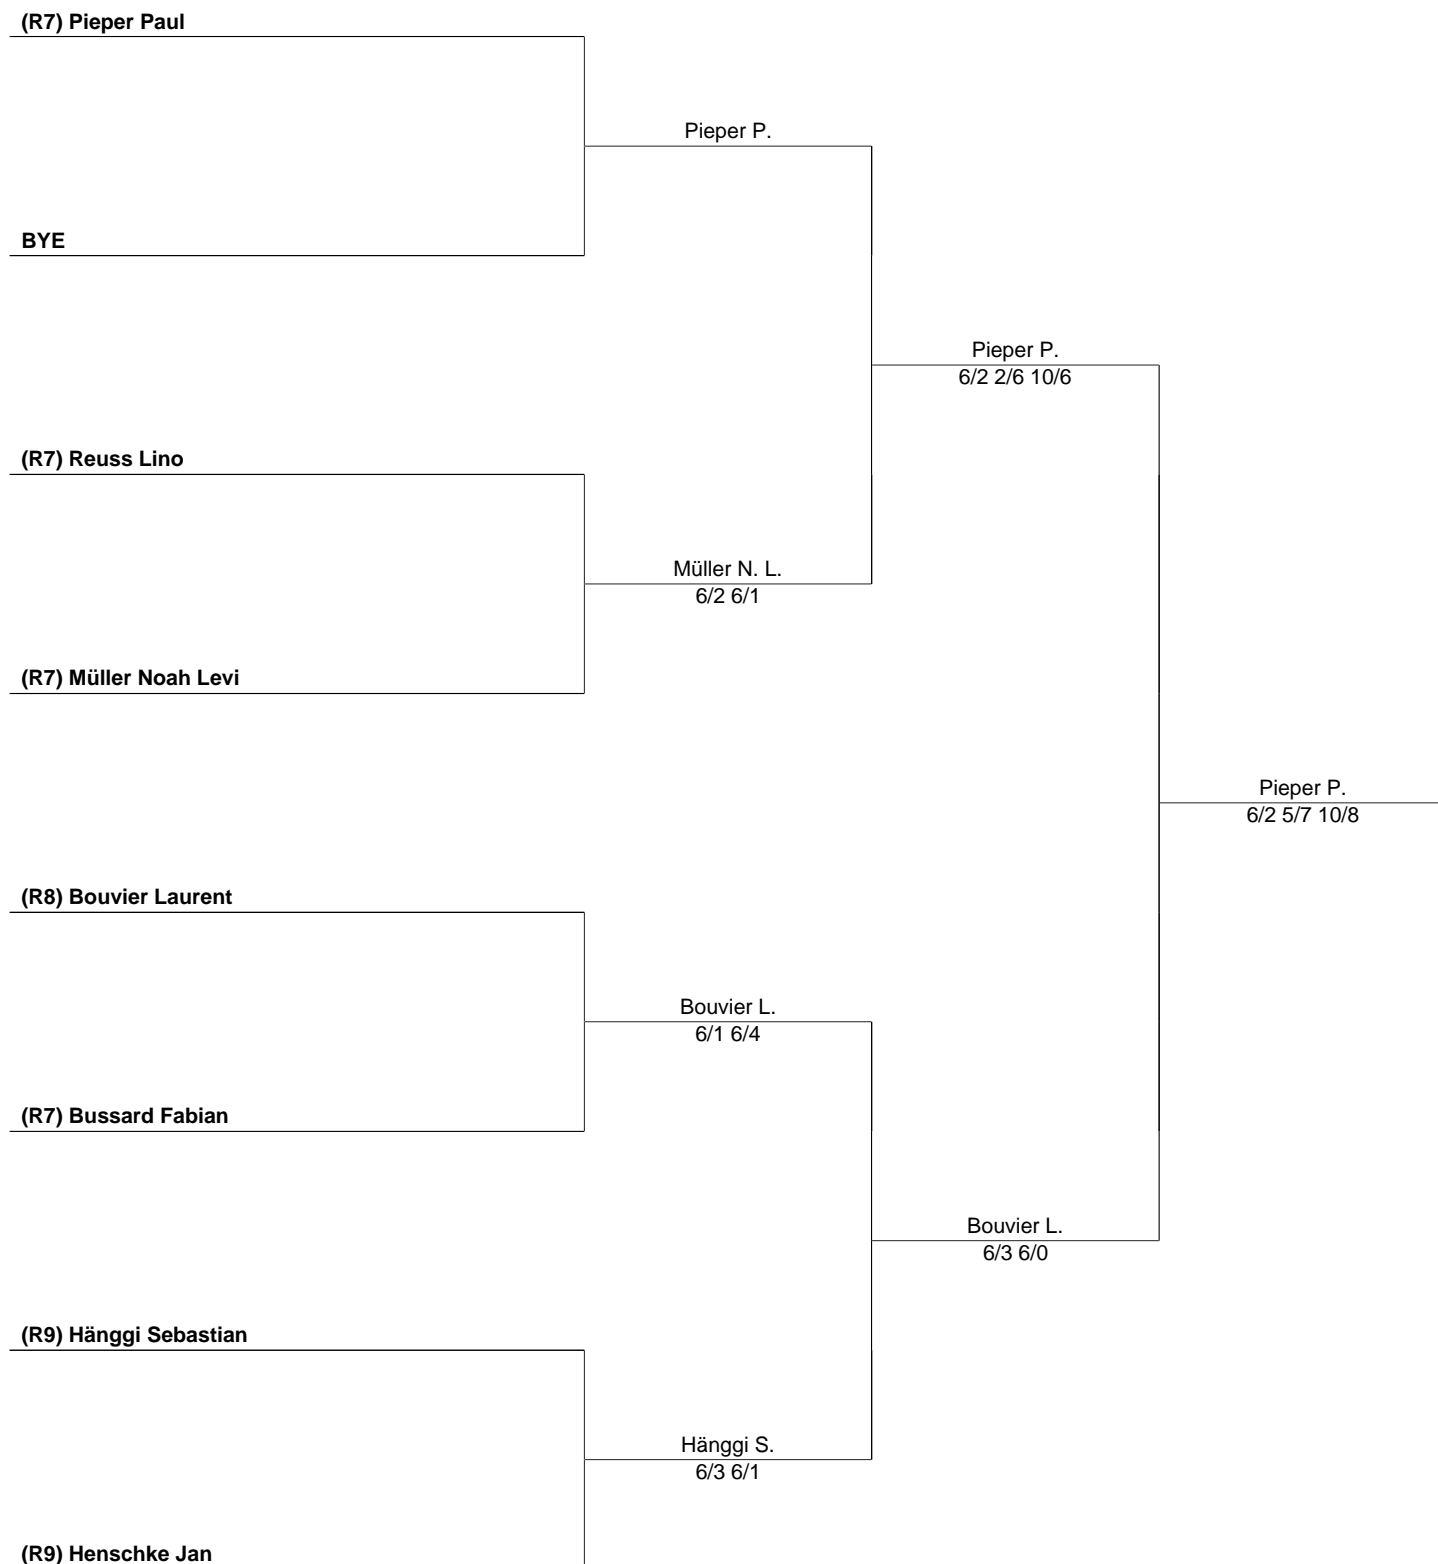 (R7) Pieper Paul
Pieper P.
BYE
Pieper P.
6/2 2/6 10/6
(R7) Reuss Lino
Müller N. L.
6/2 6/1
(R7) Müller Noah Levi
Pieper P.
6/2 5/7 10/8
(R8) Bouvier Laurent
Bouvier L.
6/1 6/4
(R7) Bussard Fabian
Bouvier L.
6/3 6/0
(R9) Hänggi Sebastian
Hänggi S.
6/3 6/1
(R9) Henschke Jan